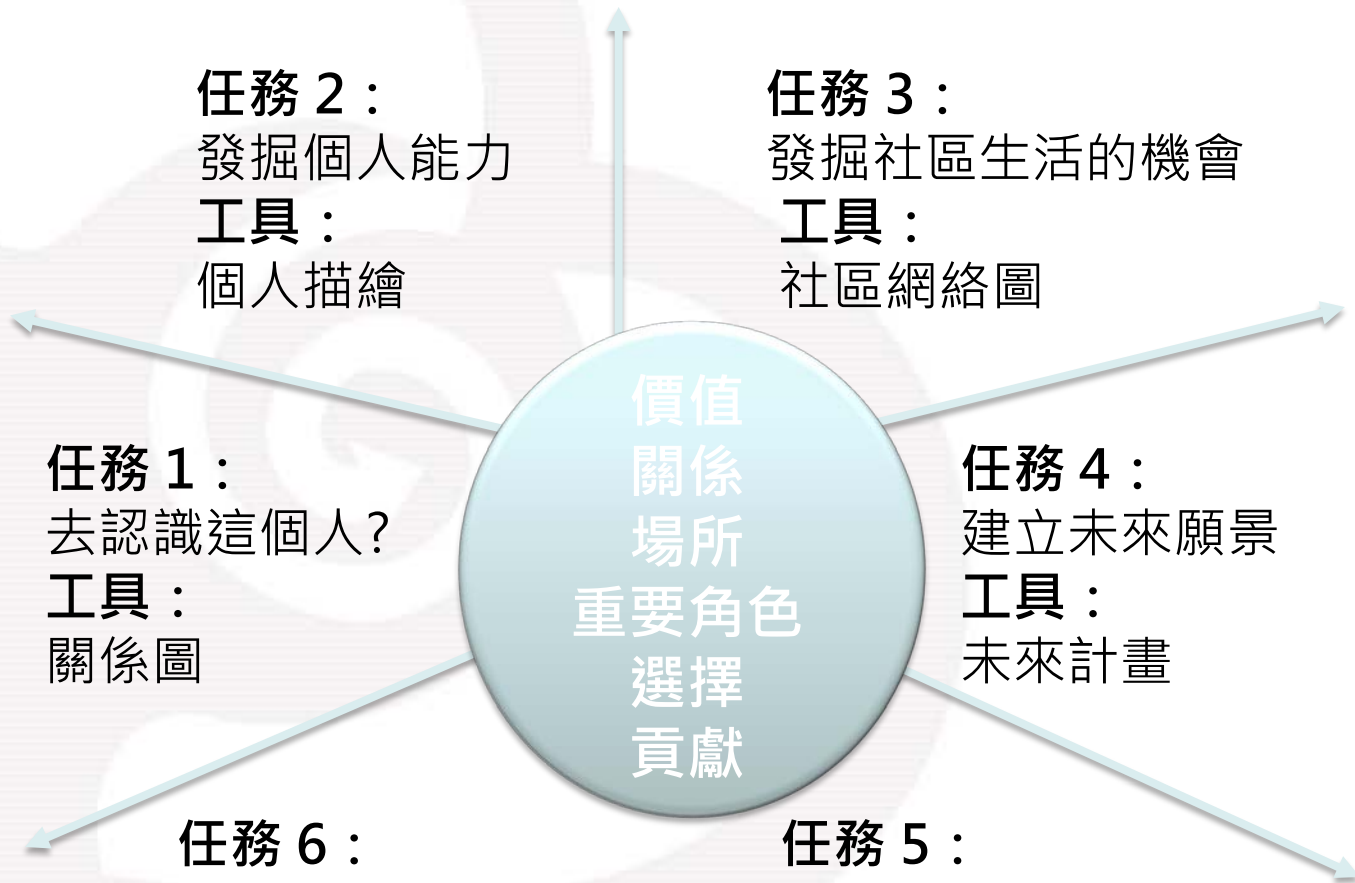 任務 2：
發掘個人能力
工具：
個人描繪
任務 3：
發掘社區生活的機會
工具：
社區網絡圖
價值
關係
場所
重要角色
選擇
貢獻
任務 1：
去認識這個人?
工具：
關係圖
任務 4：
建立未來願景
工具：
未來計畫
任務 6：
任務 5：